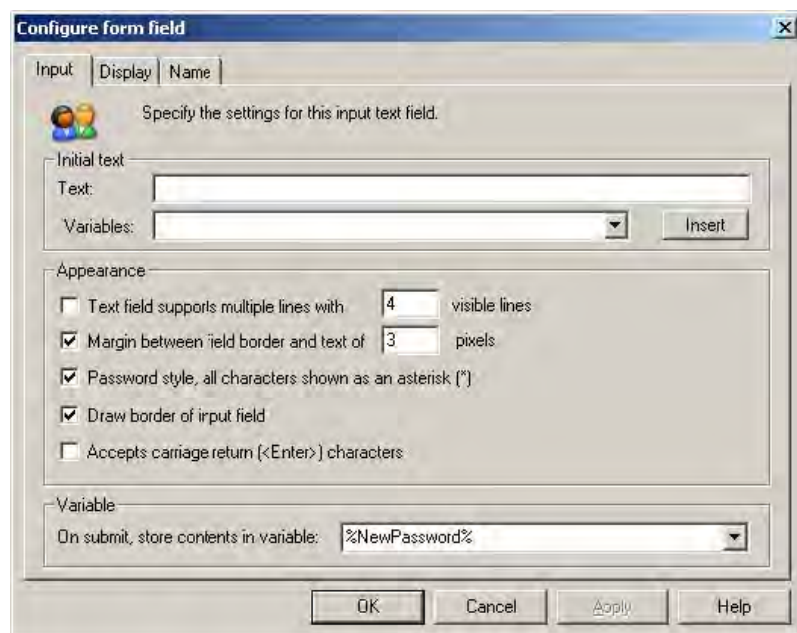 Configure form field
Input Display Name
Specify the settings for this input text field.
Initial text
Text:
Variables: Insert
Appearance
Text field supports multiple lines with 4 visible lines
Margin between field border and text of 3 pixels
Password style, all characters shown as an asterisk (*)
Draw border of input field
Accepts carriage return (<Enter>) characters
Variable
On submit, store contents in variable: %NewPassword%
OK Cancel Apply Help